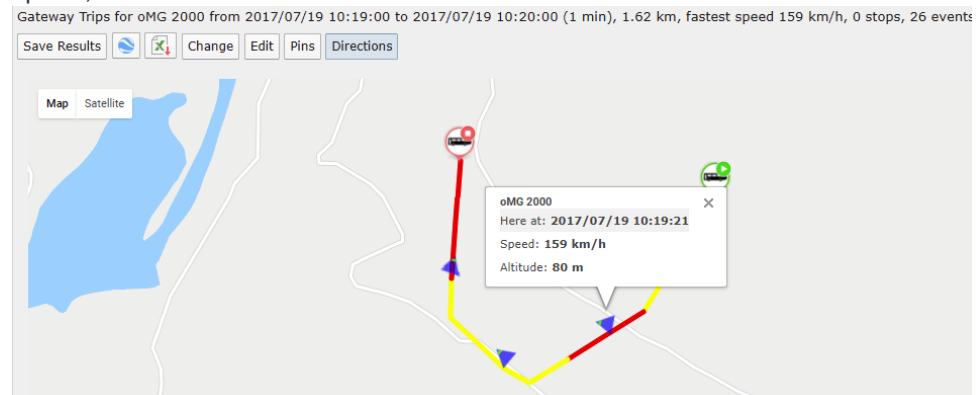 Gateway Trips for oMG 2000 from 2017/07/19 10:19:00 to 2017/07/19 10:20:00 (1 min), 1.62 km, fastest speed 159 km/h, 0 stops, 26 events
Save Results Change Edit Pins Directions
Map Satellite
oMG 2000
Here at: 2017/07/19 10:19:21
Speed: 159 km/h
Altitude: 80 m